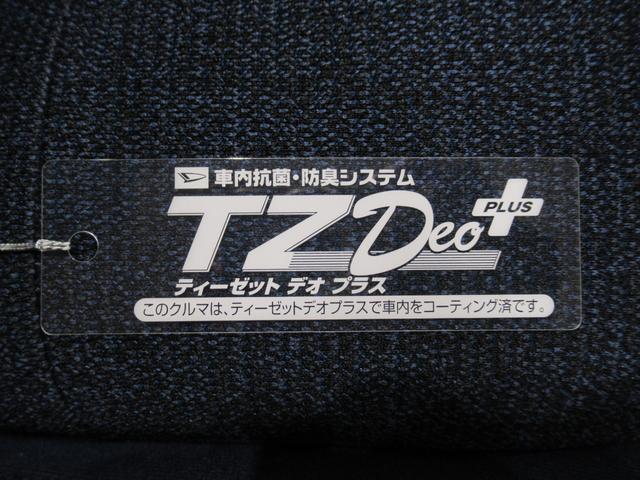 車内抗菌・防臭システム
TZ Deo PLUS
ティーゼット デオ プラス
このクルマは、ティーゼットデオプラスで車内をコーティング済です。